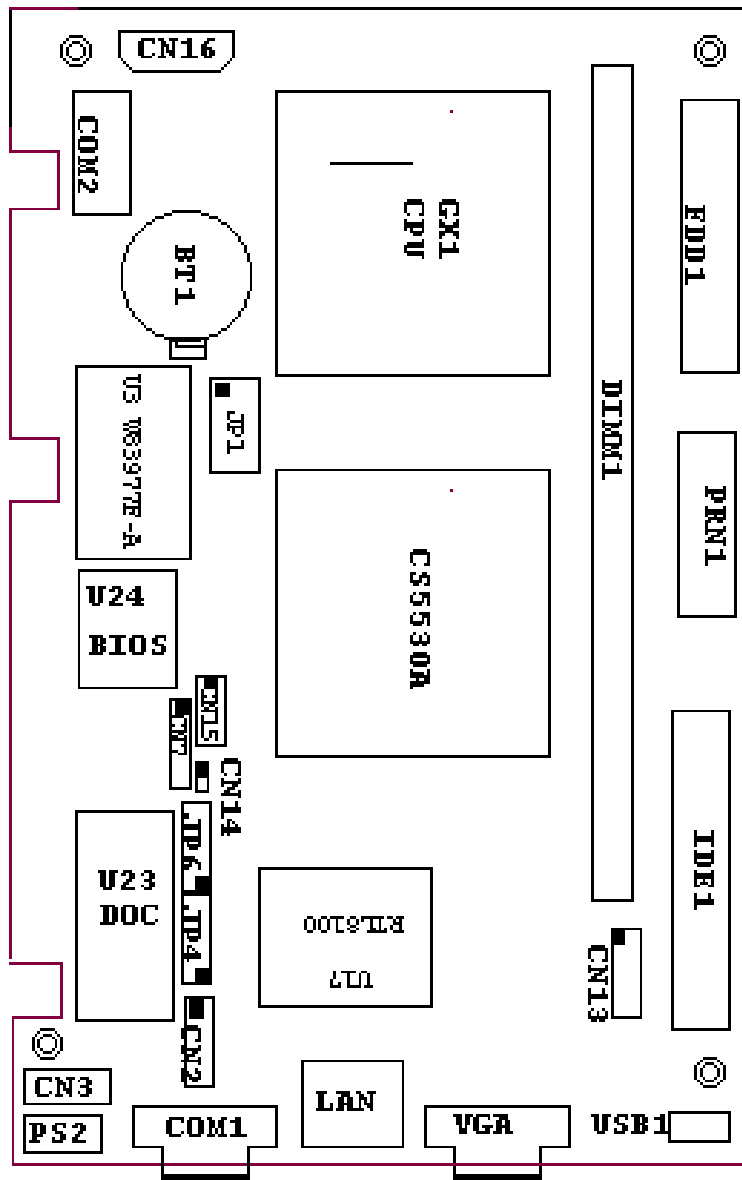 CN16
COM2
GX1
CPU
FDD1
BT1
DIMM1
JP1
U3 W83977F-A
PRN1
CS5530A
U24
BIOS
CN15
CN7
CN14
IDE1
JP6
U23
DOC
JP4
RTL8100
U17
CN13
CN2
CN3
LAN
PS2
COM1
VGA
USB1